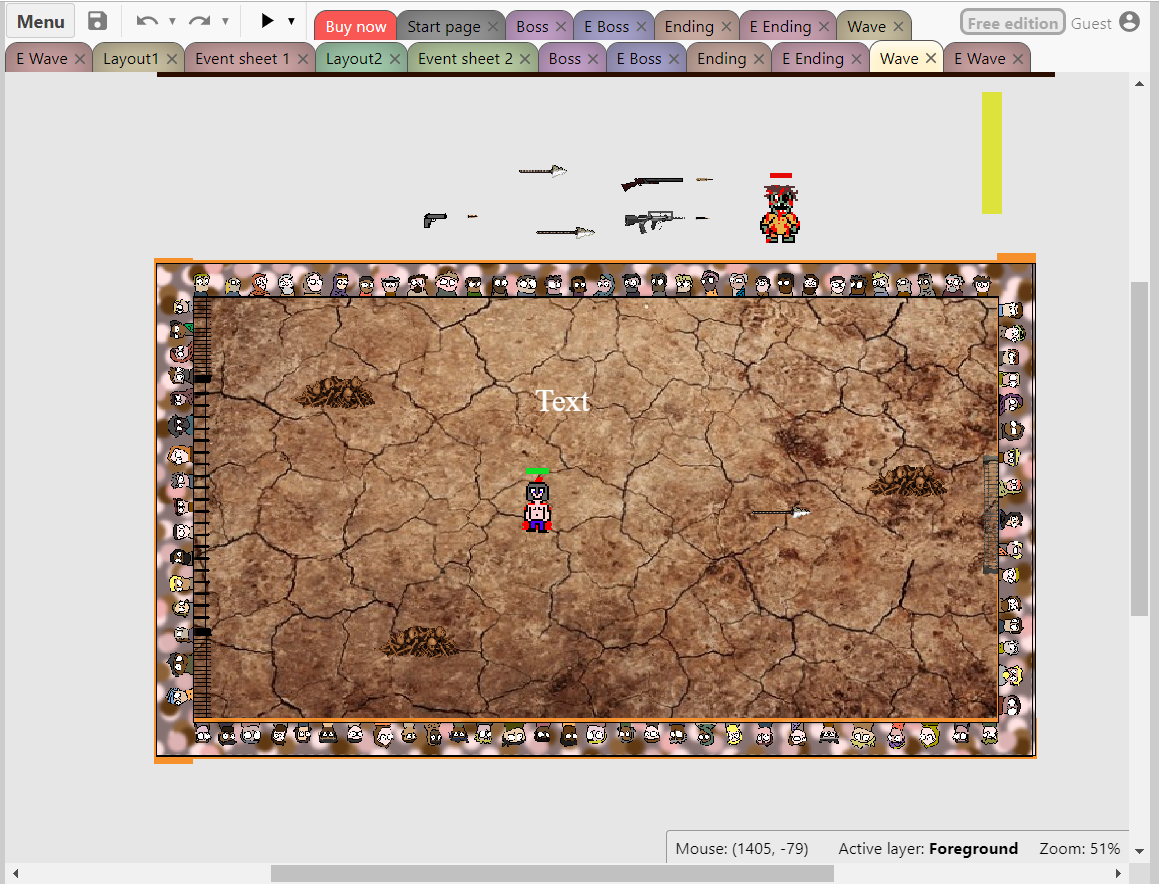 Menu Buy now Start page Boss E Boss Ending E Ending Wave Free edition Guest
E Wave Layout1 Event sheet 1 Layout2 Event sheet 2 Boss E Boss Ending E Ending Wave E Wave
Text
Mouse: (1405, -79) Active layer: Foreground Zoom: 51%